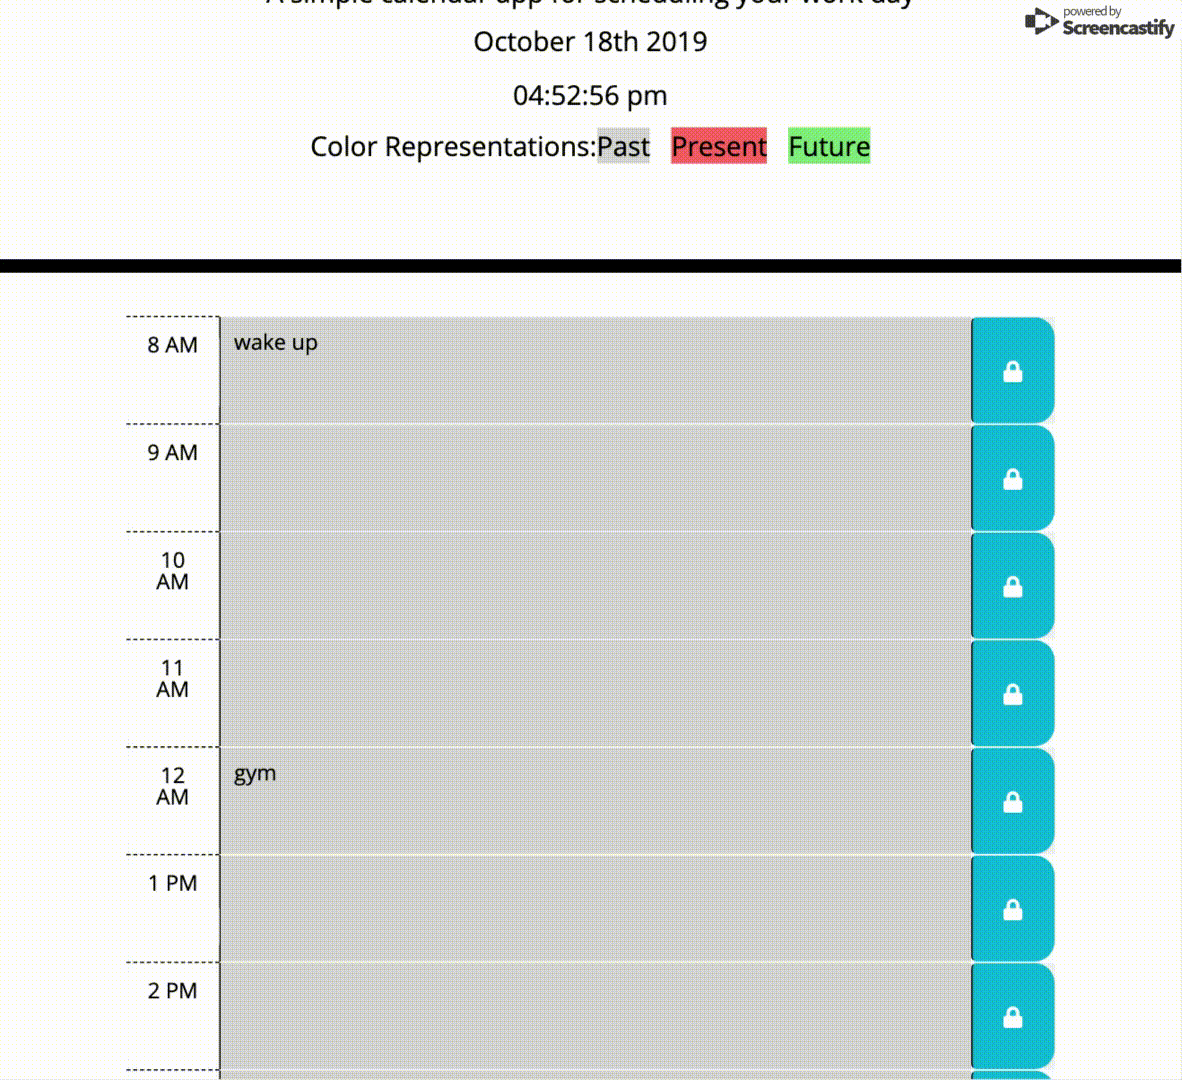 A simple calendar app for scheduling your work day
powered by
Screencastify
October 18th 2019
04:52:56 pm
Color Representations:Past Present Future
8 AM
wake up
9 AM
10
AM
11
AM
12
AM
gym
1 PM
2 PM